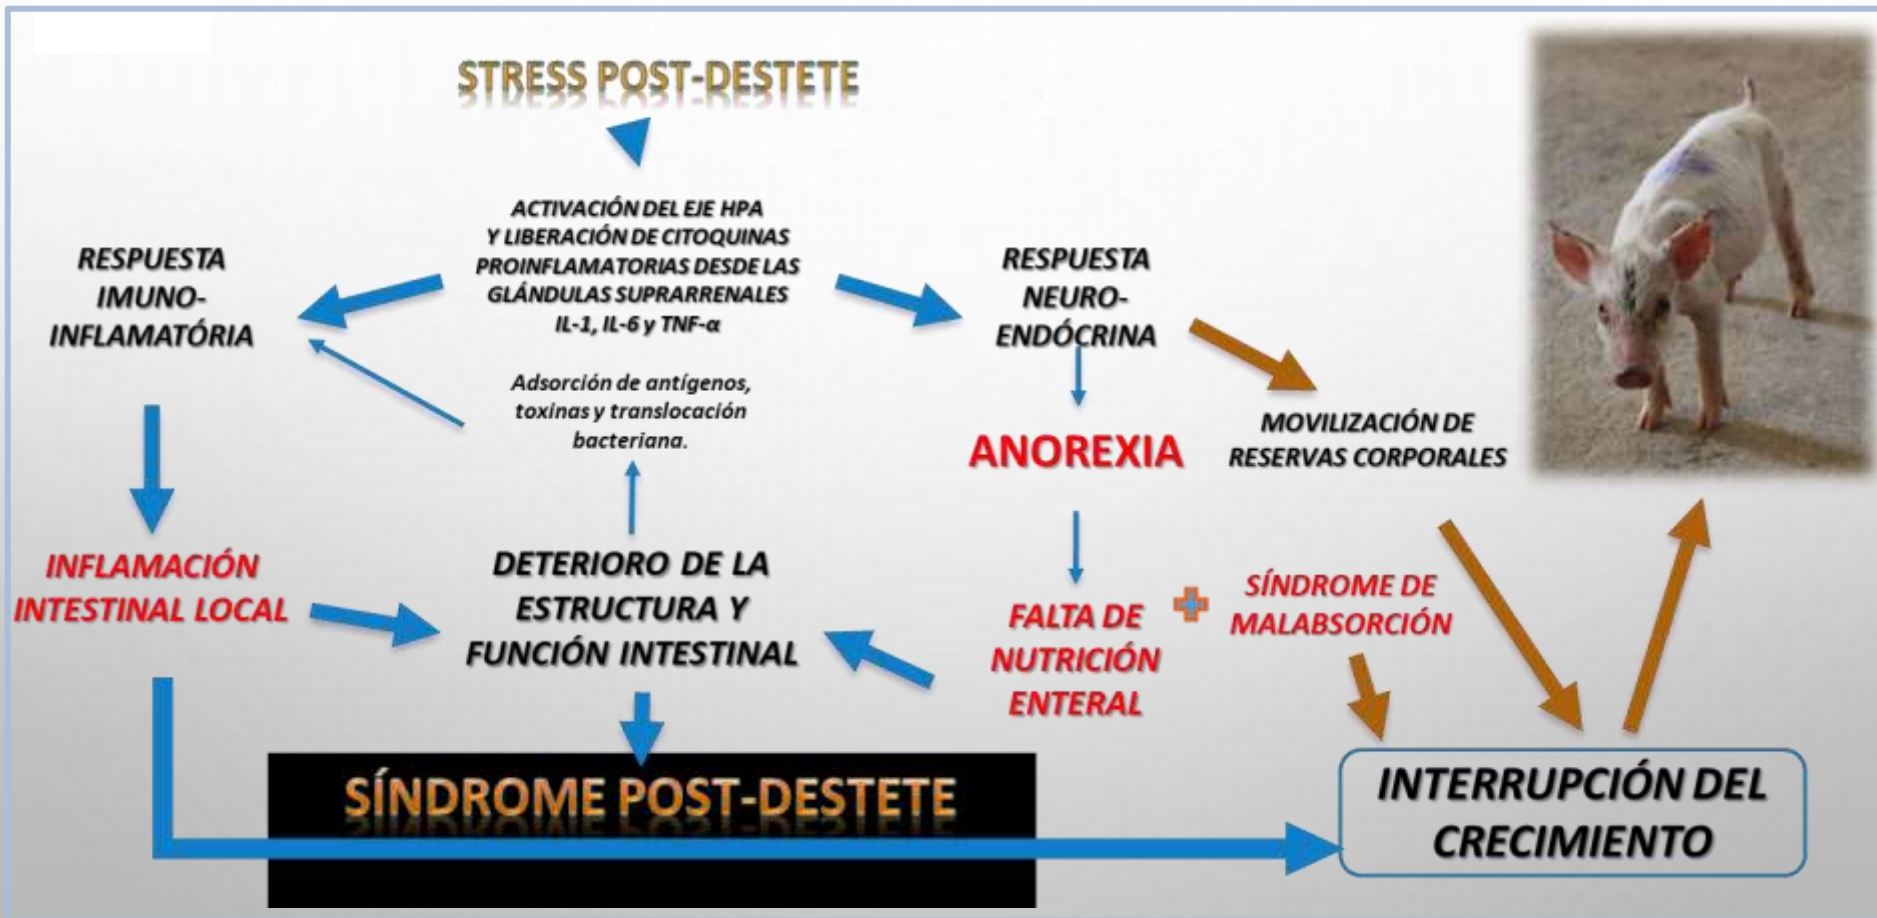 STRESS POST-DESTETE
ACTIVACIÓN DEL EJE HPA
Y LIBERACIÓN DE CITOQUINAS
PROINFLAMATORIAS DESDE LAS
GLÁNDULAS SUPRARRENALES
IL-1, IL-6 y TNF-α
RESPUESTA
IMUNO-
INFLAMATÓRIA
RESPUESTA
NEURO-
ENDÓCRINA
Adsorción de antígenos,
toxinas y translocación
bacteriana.
ANOREXIA
MOVILIZACIÓN DE
RESERVAS CORPORALES
INFLAMACIÓN
INTESTINAL LOCAL
DETERIORO DE LA
ESTRUCTURA Y
FUNCIÓN INTESTINAL
FALTA DE
NUTRICIÓN
ENTERAL
SÍNDROME DE
MALABSORCIÓN
SÍNDROME POST-DESTETE
INTERRUPCIÓN DEL
CRECIMIENTO